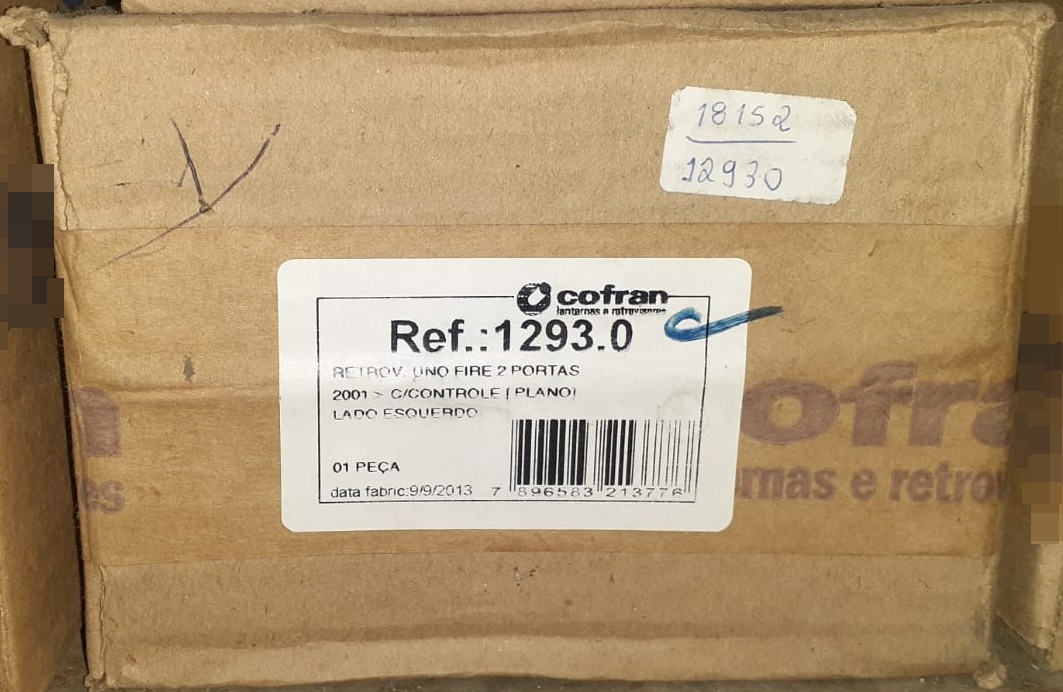 18152
12930
cofran
lanternas e retrovisores
Ref.:1293.0
RETROV. UNO FIRE 2 PORTAS
2001 > C/CONTROLE ( PLANO)
LADO ESQUERDO
01 PEÇA
data fabric:9/9/2013 7 896583 213776
n ofra
es rnas e retrov